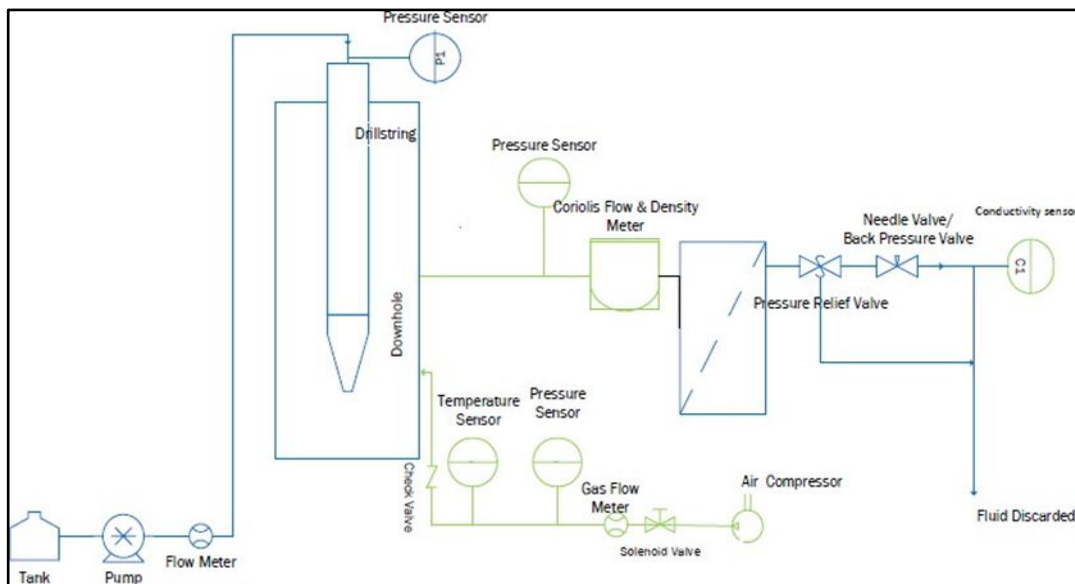 Pressure Sensor
P1
Drillstring
Downhole
Pressure Sensor
Coriolis Flow & Density
Meter
Needle Valve/
Back Pressure Valve
Conductivity sensor
C1
Pressure Relief Valve
Temperature
Sensor
Pressure
Sensor
Check Valve
Gas Flow
Meter
Air Compressor
Solenoid Valve
Fluid Discarded
Tank
Pump
Flow Meter